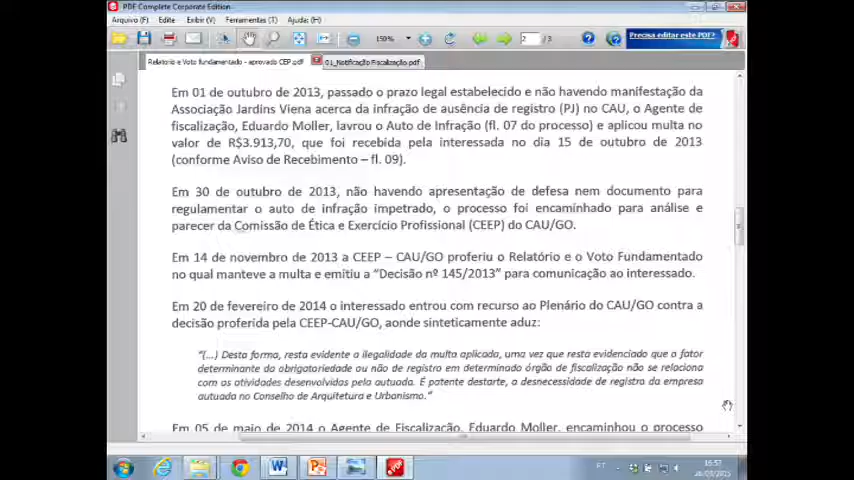 PDF Complete Corporate Edition
Arquivo (F) Edite Exibir (V) Ferramentas (T) Ajuda: (H)
150% 2 / 3 Precisa editar este PDF?
Relatorio e Voto fundamentado - aprovado CEP.pdf 01_Notificação Fiscalização.pdf
Em 01 de outubro de 2013, passado o prazo legal estabelecido e não havendo manifestação da
Associação Jardins Viena acerca da infração de ausência de registro (PJ) no CAU, o Agente de
fiscalização, Eduardo Moller, lavrou o Auto de Infração (fl. 07 do processo) e aplicou multa no
valor de R$3.913,70, que foi recebida pela interessada no dia 15 de outubro de 2013
(conforme Aviso de Recebimento – fl. 09).
Em 30 de outubro de 2013, não havendo apresentação de defesa nem documento para
regulamentar o auto de infração impetrado, o processo foi encaminhado para análise e
parecer da Comissão de Ética e Exercício Profissional (CEEP) do CAU/GO.
Em 14 de novembro de 2013 a CEEP – CAU/GO proferiu o Relatório e o Voto Fundamentado
no qual manteve a multa e emitiu a “Decisão nº 145/2013” para comunicação ao interessado.
Em 20 de fevereiro de 2014 o interessado entrou com recurso ao Plenário do CAU/GO contra a
decisão proferida pela CEEP-CAU/GO, aonde sinteticamente aduz:
“(...) Desta forma, resta evidente a ilegalidade da multa aplicada, uma vez que resta evidenciado que o fator
determinante da obrigatoriedade ou não de registro em determinado órgão de fiscalização não se relaciona
com as atividades desenvolvidas pela autuada. É patente destarte, a desnecessidade de registro da empresa
autuada no Conselho de Arquitetura e Urbanismo.”
Em 05 de maio de 2014 o Agente de Fiscalização, Eduardo Moller, encaminhou o processo
PT 16:57